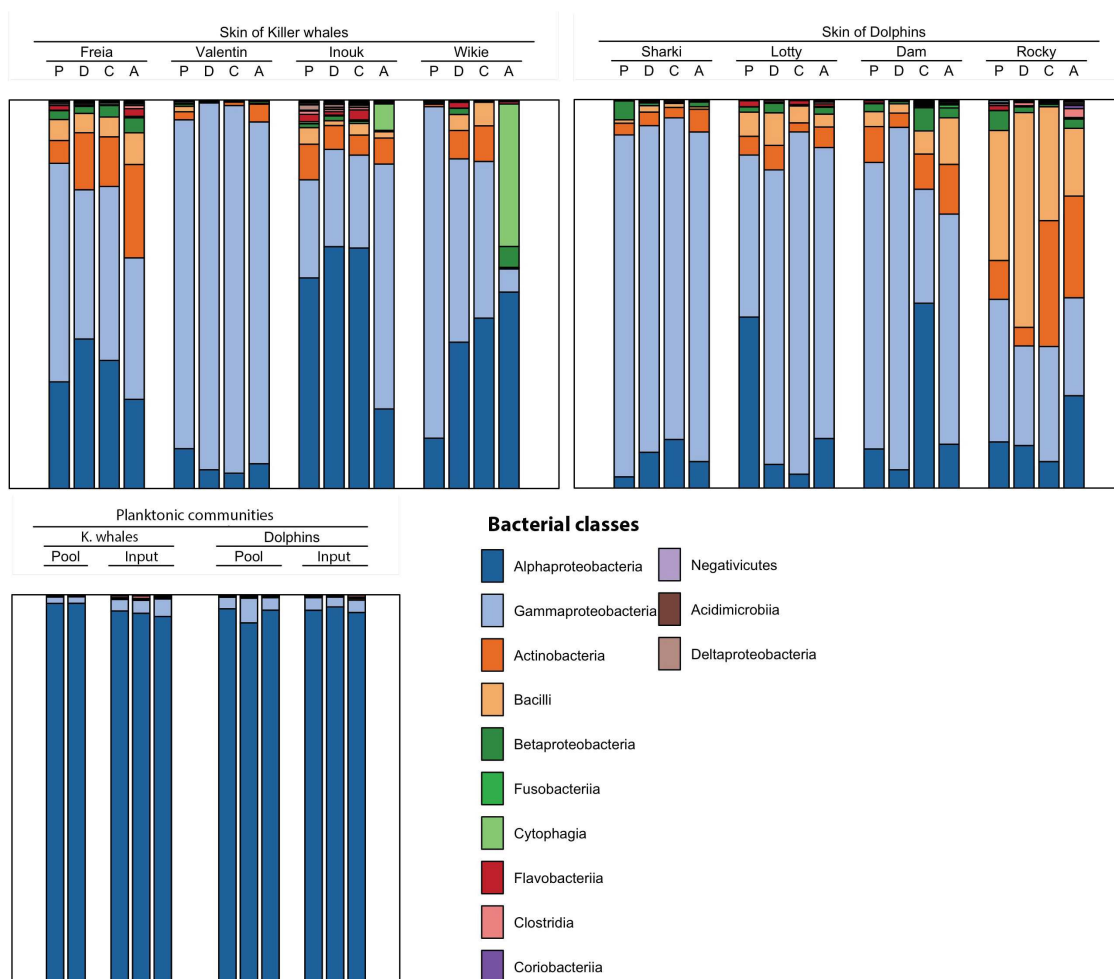 Skin of Killer whales
Freia Valentin Inouk Wikie
P D C A P D C A P D C A P D C A
Skin of Dolphins
Sharki Lotty Dam Rocky
P D C A P D C A P D C A P D C A
Planktonic communities
K. whales Dolphins
Pool Input Pool Input
Bacterial classes
Alphaproteobacteria
Gammaproteobacteria
Actinobacteria
Bacilli
Betaproteobacteria
Fusobacteriia
Cytophagia
Flavobacteriia
Clostridia
Coriobacteriia
Negativicutes
Acidimicrobiia
Deltaproteobacteria